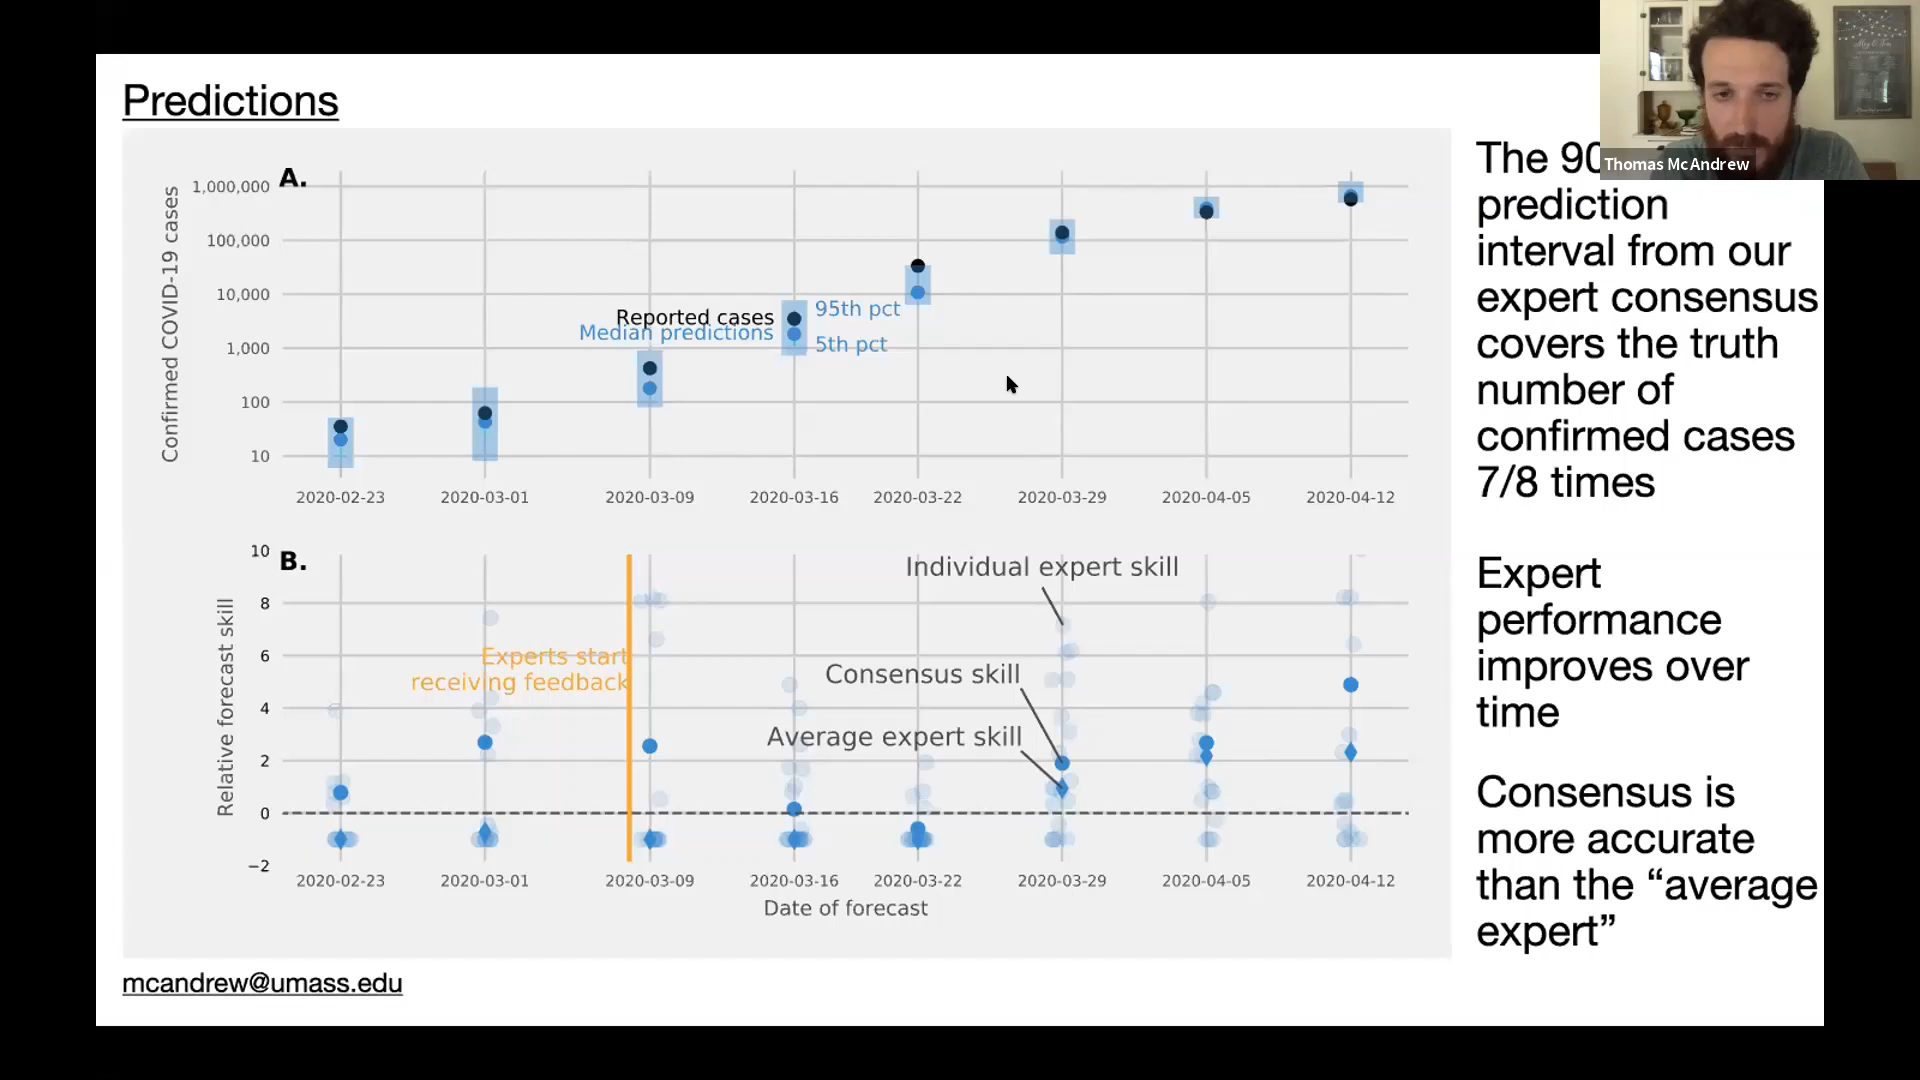 Predictions
A.
Confirmed COVID-19 cases
1,000,000
100,000
10,000
1,000
100
10
Reported cases
Median predictions
95th pct
5th pct
2020-02-23 2020-03-01 2020-03-09 2020-03-16 2020-03-22 2020-03-29 2020-04-05 2020-04-12
B.
Relative forecast skill
10
8
6
4
2
0
−2
Experts start
receiving feedback
Individual expert skill
Consensus skill
Average expert skill
2020-02-23 2020-03-01 2020-03-09 2020-03-16 2020-03-22 2020-03-29 2020-04-05 2020-04-12
Date of forecast
mcandrew@umass.edu
Thomas McAndrew
The 90
prediction
interval from our
expert consensus
covers the truth
number of
confirmed cases
7/8 times
Expert
performance
improves over
time
Consensus is
more accurate
than the “average
expert”